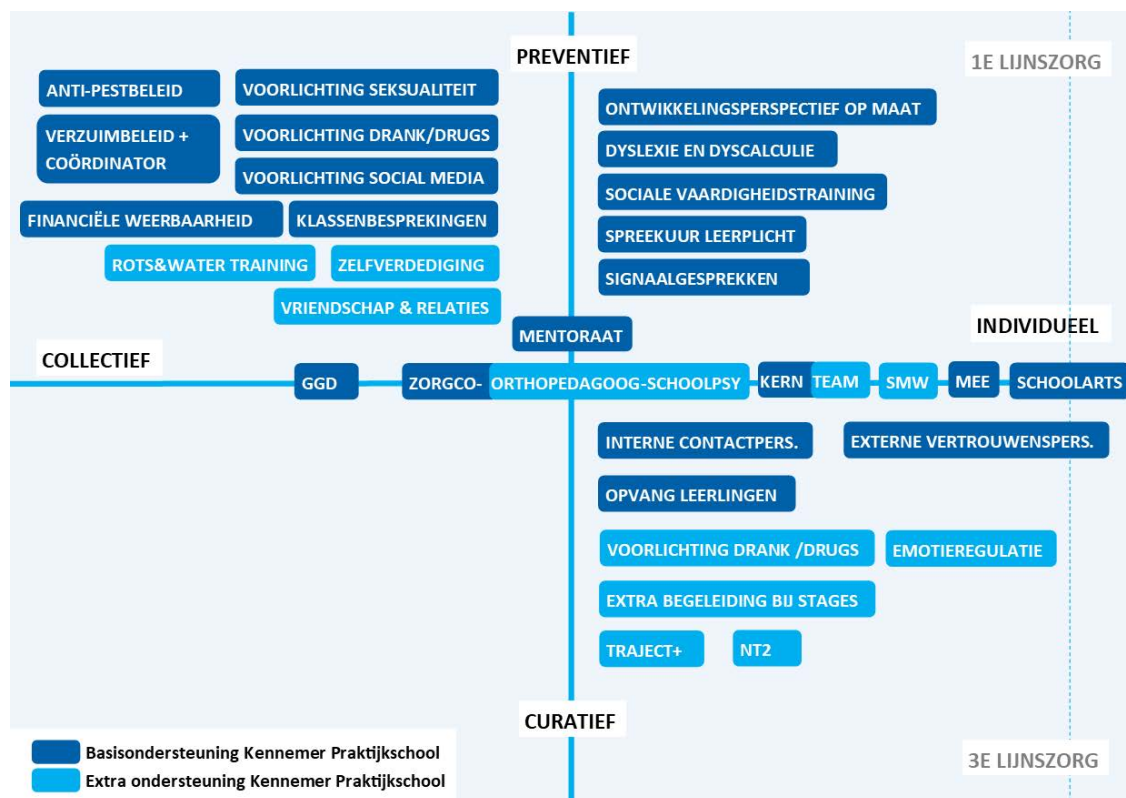 PREVENTIEF
1E LIJNSZORG
ANTI-PESTBELEID
VOORLICHTING SEKSUALITEIT
VERZUIMBELEID +
COÖRDINATOR
VOORLICHTING DRANK/DRUGS
VOORLICHTING SOCIAL MEDIA
FINANCIËLE WEERBAARHEID
KLASSENBESPREKINGEN
ROTS&WATER TRAINING
ZELFVERDEDIGING
VRIENDSCHAP & RELATIES
ONTWIKKELINGSPERSPECTIEF OP MAAT
DYSLEXIE EN DYSCALCULIE
SOCIALE VAARDIGHEIDSTRAINING
SPREEKUUR LEERPLICHT
SIGNAALGESPREKKEN
MENTORAAT
INDIVIDUEEL
COLLECTIEF
GGD
ZORGCO-ORTHOPEDAGOOG-SCHOOLPSY
KERN TEAM
SMW
MEE
SCHOOLARTS
INTERNE CONTACTPERS.
EXTERNE VERTROUWENSPERS.
OPVANG LEERLINGEN
VOORLICHTING DRANK /DRUGS
EMOTIEREGULATIE
EXTRA BEGELEIDING BIJ STAGES
TRAJECT+
NT2
CURATIEF
3E LIJNSZORG
Basisondersteuning Kennemer Praktijkschool
Extra ondersteuning Kennemer Praktijkschool